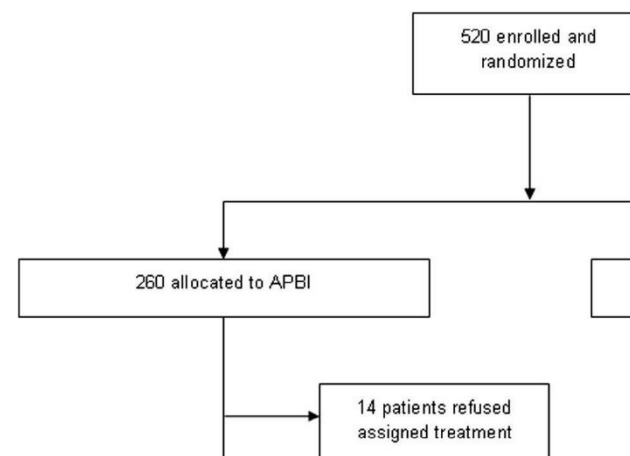 520 enrolled and
randomized
260 allocated to APBI
14 patients refused
assigned treatment